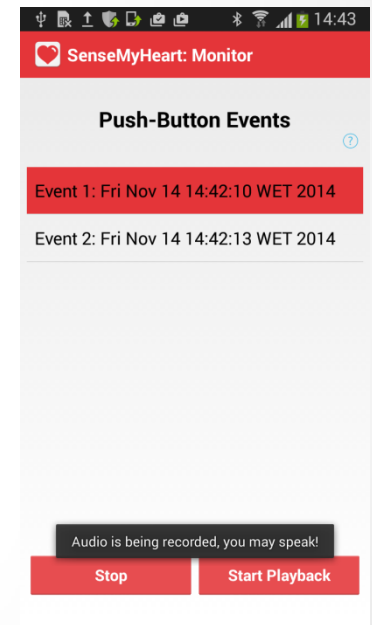 14:43
SenseMyHeart: Monitor
Push-Button Events
?
Event 1: Fri Nov 14 14:42:10 WET 2014
Event 2: Fri Nov 14 14:42:13 WET 2014
Audio is being recorded, you may speak!
Stop Start Playback